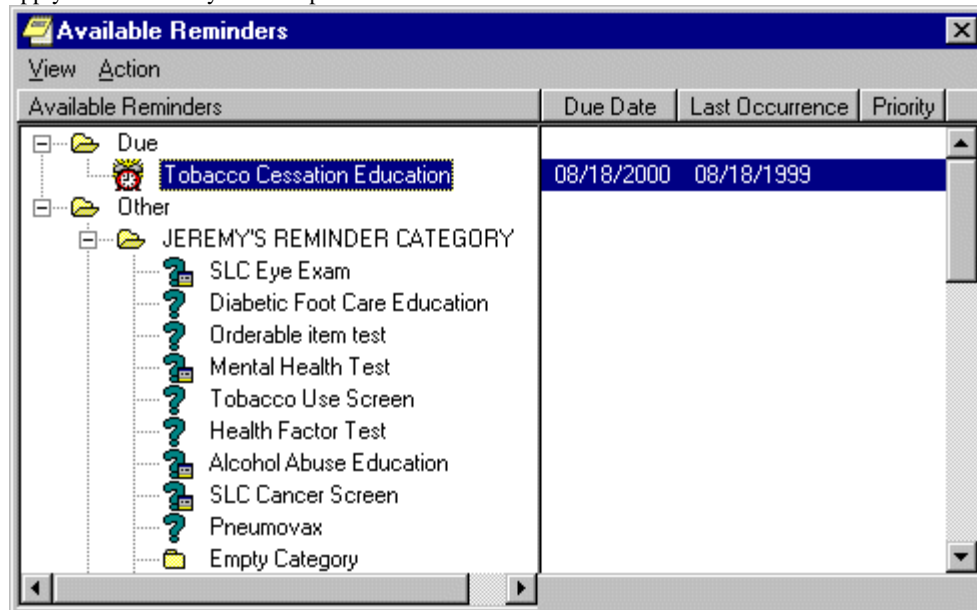 Available Reminders
View Action
Available Reminders Due Date Last Occurrence Priority
Due
Tobacco Cessation Education 08/18/2000 08/18/1999
Other
JEREMY'S REMINDER CATEGORY
SLC Eye Exam
Diabetic Foot Care Education
Orderable item test
Mental Health Test
Tobacco Use Screen
Health Factor Test
Alcohol Abuse Education
SLC Cancer Screen
Pneumovax
Empty Category